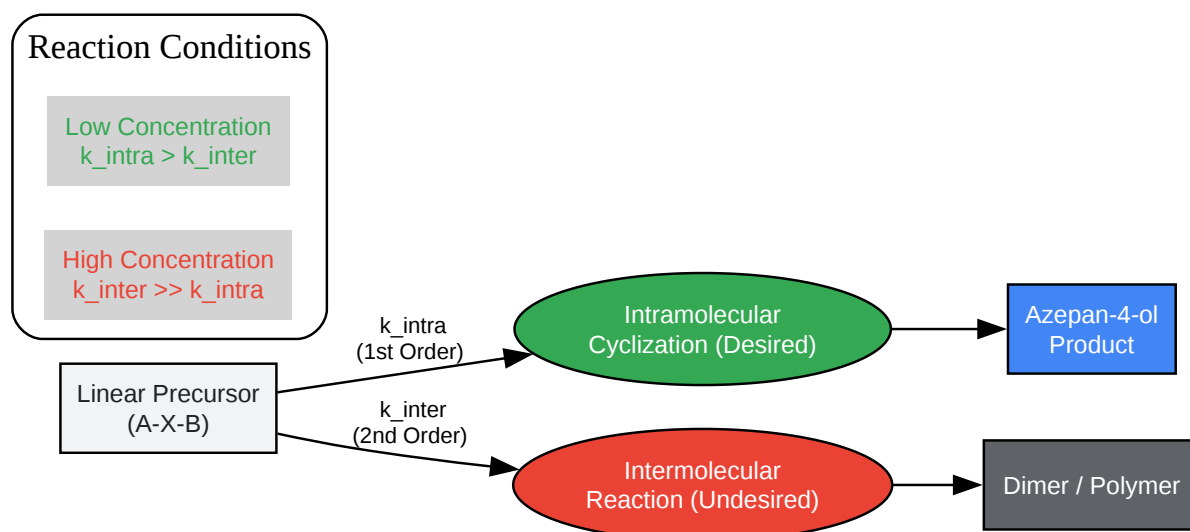 Reaction Conditions
Low Concentration
k_intra > k_inter
High Concentration
k_inter >> k_intra
Linear Precursor
(A-X-B)
k_intra
(1st Order)
k_inter
(2nd Order)
Intramolecular
Cyclization (Desired)
Intermolecular
Reaction (Undesired)
Azepan-4-ol
Product
Dimer / Polymer